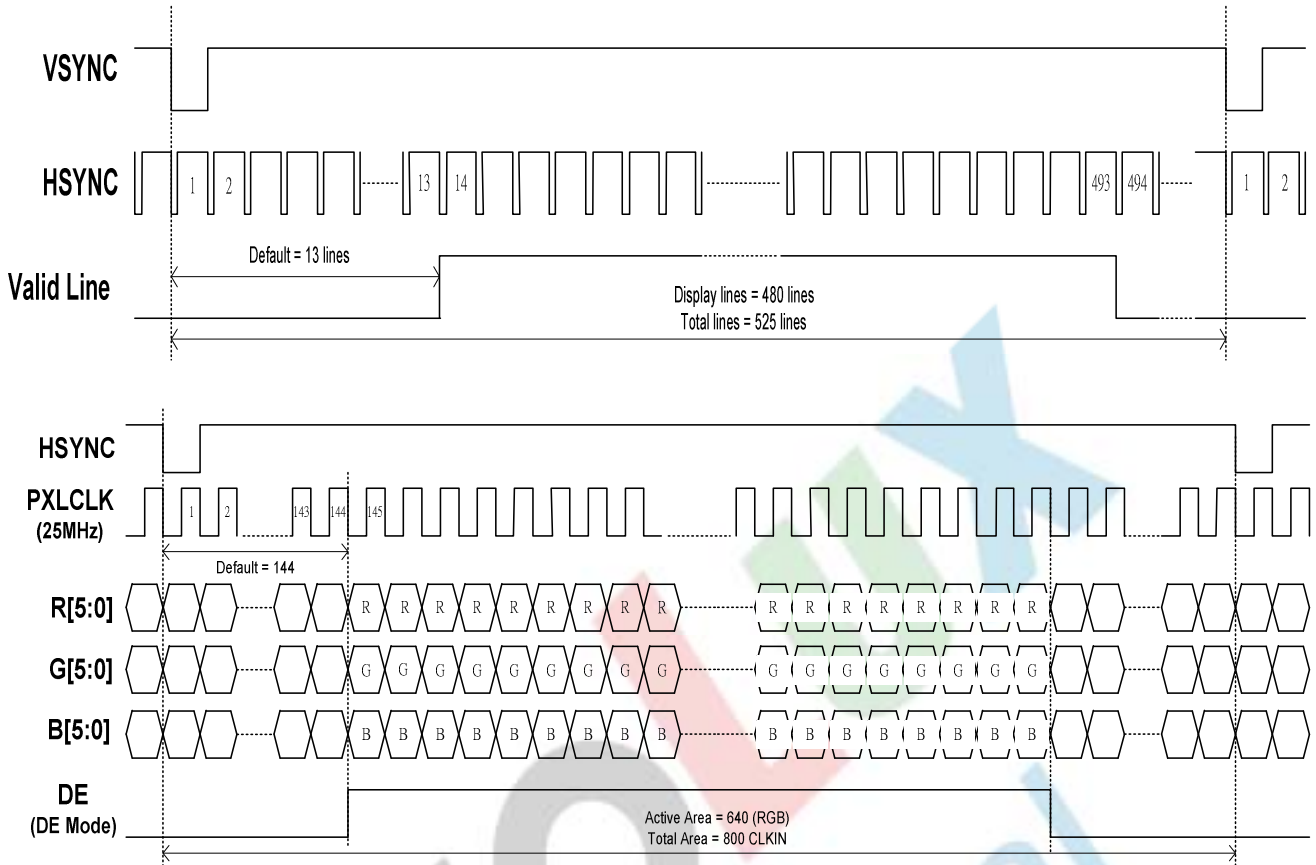 VSYNC
HSYNC
1 2 13 14 493 494 1 2
Default = 13 lines
Valid Line
Display lines = 480 lines
Total lines = 525 lines
HSYNC
PXLCLK
(25MHz)
1 2 143 144 145
Default = 144
R[5:0]
R R R R R R R R R R R R R R R R R
G[5:0]
G G G G G G G G G G G G G G G G G
B[5:0]
B B B B B B B B B B B B B B B B B
DE
(DE Mode)
Active Area = 640 (RGB)
Total Area = 800 CLKIN